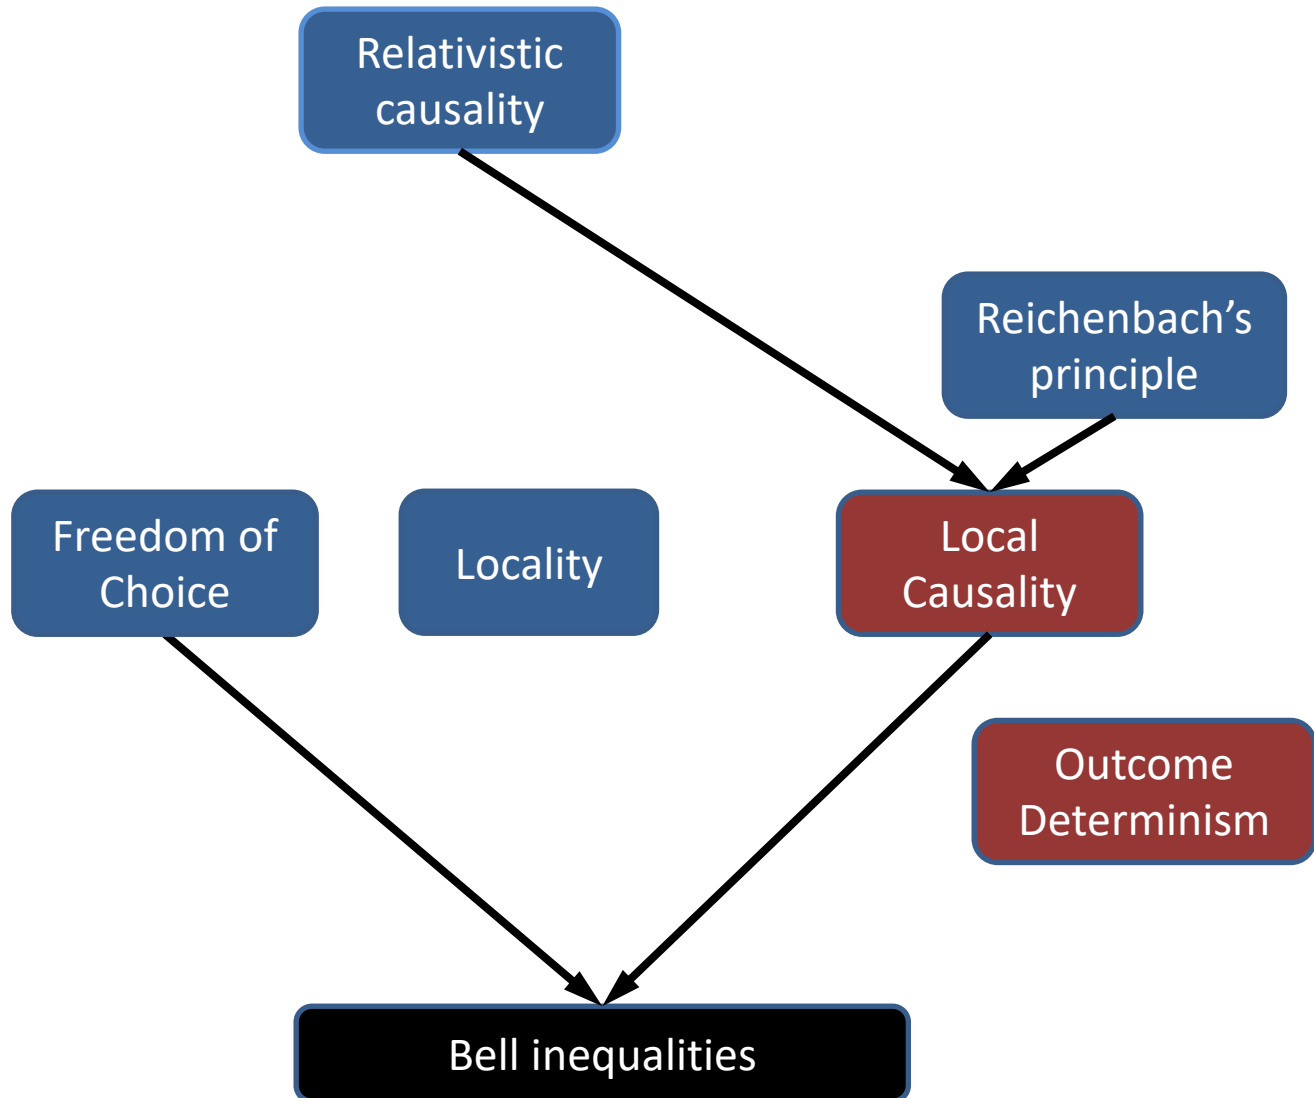 Relativistic
causality
Reichenbach’s
principle
Freedom of
Choice
Locality
Local
Causality
Outcome
Determinism
Bell inequalities